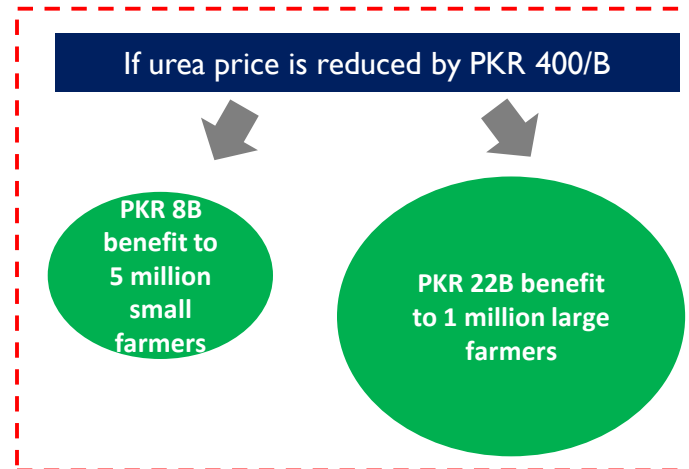 If urea price is reduced by PKR 400/B
PKR 8B
benefit to
5 million
small
farmers
PKR 22B benefit
to 1 million large
farmers